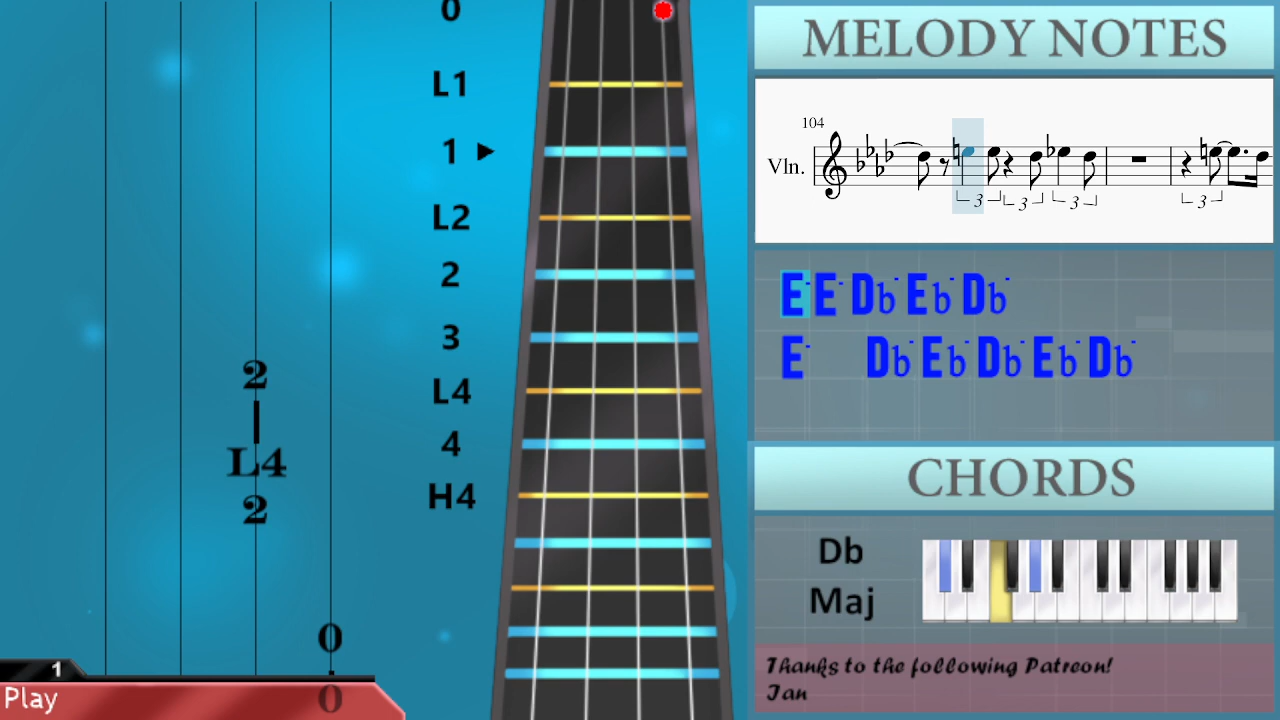 0
L1
1
L2
2
3
L4
4
H4
2
L4
2
0
0
1
Play
MELODY NOTES
104
Vln.
3 3 3 3
E E Db Eb Db
E Db Eb Db Eb Db
CHORDS
Db
Maj
Thanks to the following Patreon!
Ian